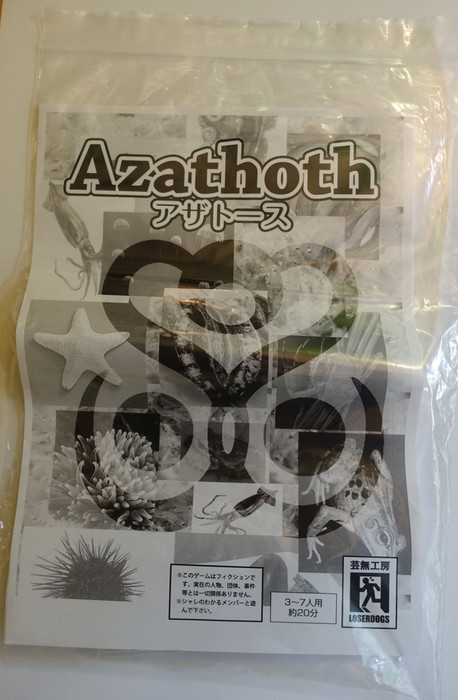 Azathoth
アザトース
※このゲームはフィクションで
す。実在の人物、団体、事件
等とは一切関係ありません。
※シャレのわかるメンバーと遊
んで下さい。
3〜7人用
約20分
芸無工房
LOSERDOGS